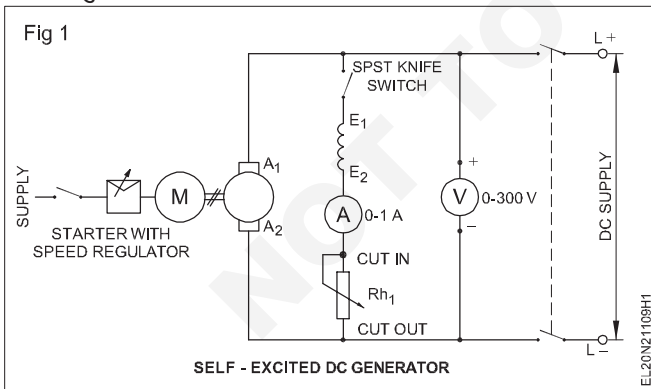 Fig 1
L +
SPST KNIFE
SWITCH
E1
E2
A1
A2
M
A
0-1 A
+
V
0-300 V
–
DC SUPPLY
SUPPLY
STARTER WITH
SPEED REGULATOR
CUT IN
Rh1
CUT OUT
L –
SELF - EXCITED DC GENERATOR
EL20N21109H1
NOT TO